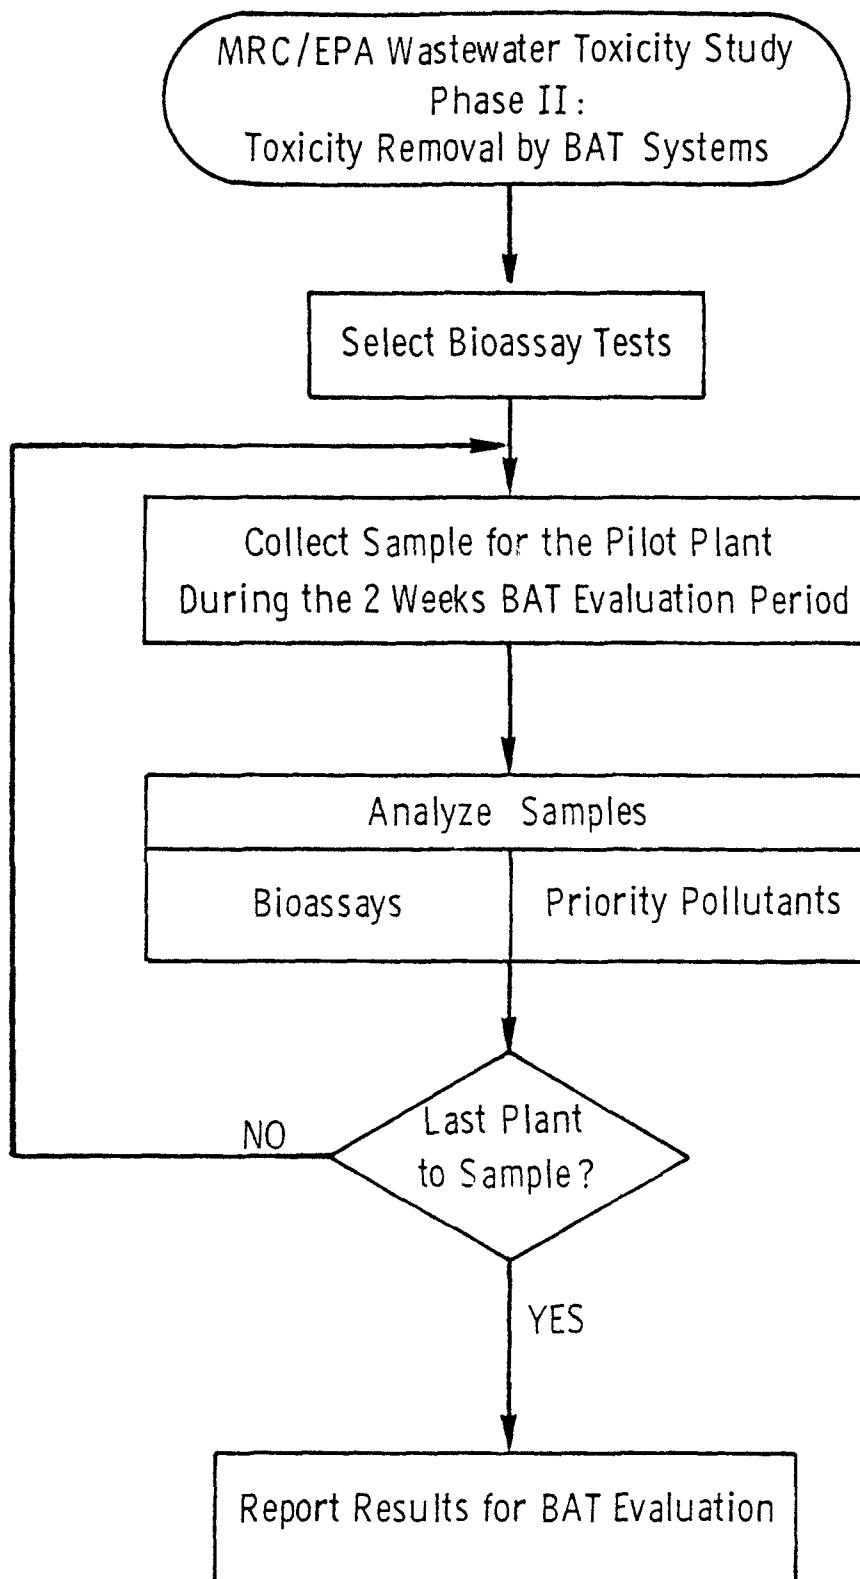 MRC/EPA Wastewater Toxicity Study
Phase II:
Toxicity Removal by BAT Systems
Select Bioassay Tests
Collect Sample for the Pilot Plant
During the 2 Weeks BAT Evaluation Period
Analyze Samples
Bioassays
Priority Pollutants
Last Plant
to Sample?
NO
YES
Report Results for BAT Evaluation